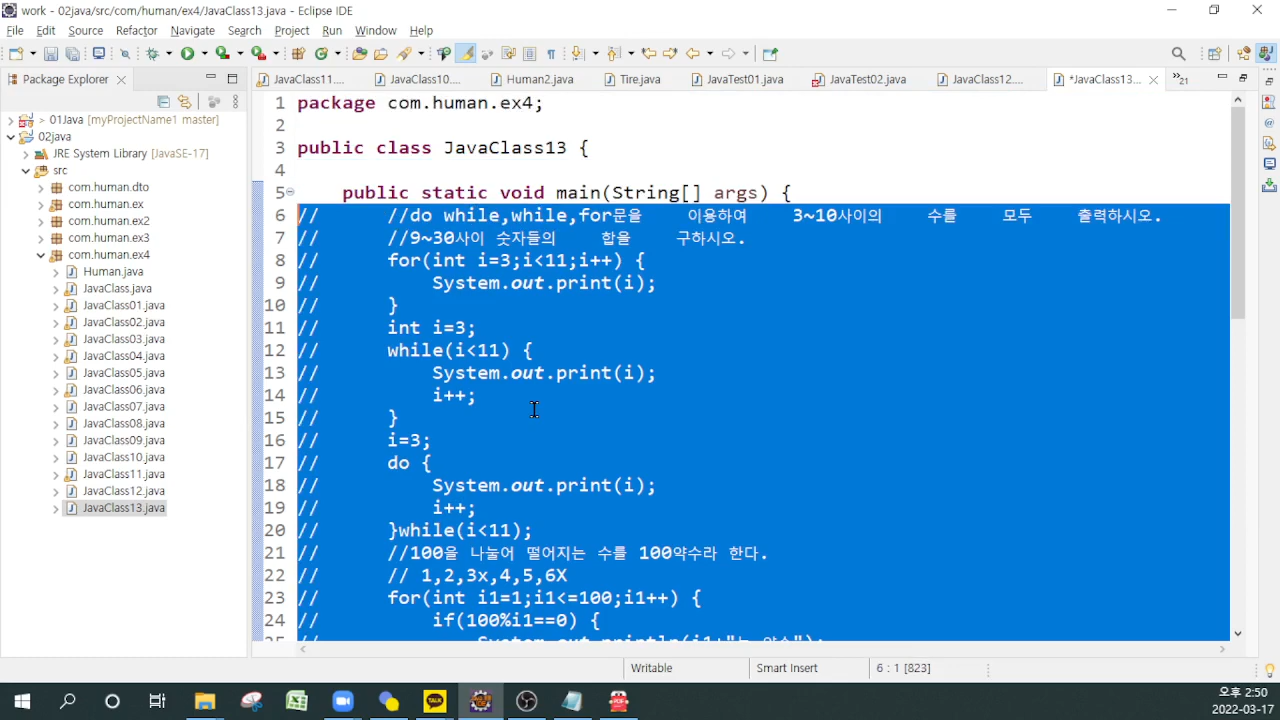 work - 02java/src/com/human/ex4/JavaClass13.java - Eclipse IDE
File Edit Source Refactor Navigate Search Project Run Window Help
Package Explorer
JavaClass11.... JavaClass10.... Human2.java Tire.java JavaTest01.java JavaTest02.java JavaClass12.... *JavaClass13... »21
> 01Java [myProjectName1 master]
02java
JRE System Library [JavaSE-17]
src
com.human.dto
com.human.ex
com.human.ex2
com.human.ex3
com.human.ex4
Human.java
JavaClass.java
JavaClass01.java
JavaClass02.java
JavaClass03.java
JavaClass04.java
JavaClass05.java
JavaClass06.java
JavaClass07.java
JavaClass08.java
JavaClass09.java
JavaClass10.java
JavaClass11.java
JavaClass12.java
JavaClass13.java
1 package com.human.ex4;
2
3 public class JavaClass13 {
4
5 public static void main(String[] args) {
6 // //do while,while,for문을 이용하여 3~10사이의 수를 모두 출력하시오.
7 // //9~30사이 숫자들의 합을 구하시오.
8 // for(int i=3;i<11;i++) {
9 // System.out.print(i);
10 // }
11 // int i=3;
12 // while(i<11) {
13 // System.out.print(i);
14 // i++;
15 // }
16 // i=3;
17 // do {
18 // System.out.print(i);
19 // i++;
20 // }while(i<11);
21 // //100을 나눌어 떨어지는 수를 100약수라 한다.
22 // // 1,2,3x,4,5,6X
23 // for(int i1=1;i1<=100;i1++) {
24 // if(100%i1==0) {
25 // System.out.println(i1+"는 약수");
Writable Smart Insert 6 : 1 [823]
TALK
PDF
오후 2:50
2022-03-17